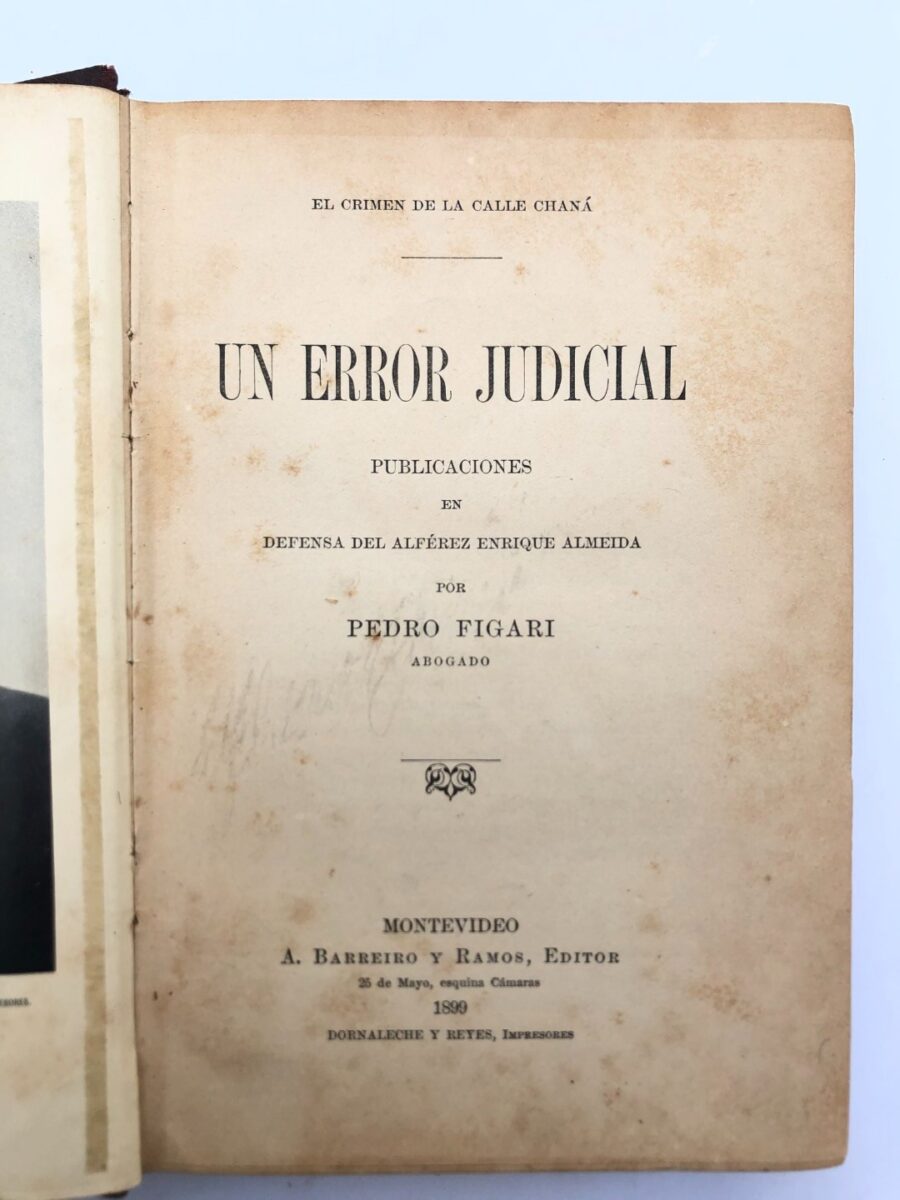 EL CRIMEN DE LA CALLE CHANÁ
UN ERROR JUDICIAL
PUBLICACIONES
EN
DEFENSA DEL ALFÉREZ ENRIQUE ALMEIDA
POR
PEDRO FIGARI
ABOGADO
MONTEVIDEO
A. BARREIRO Y RAMOS, EDITOR
25 de Mayo, esquina Cámaras
1899
DORNALECHE Y REYES, IMPRESORES